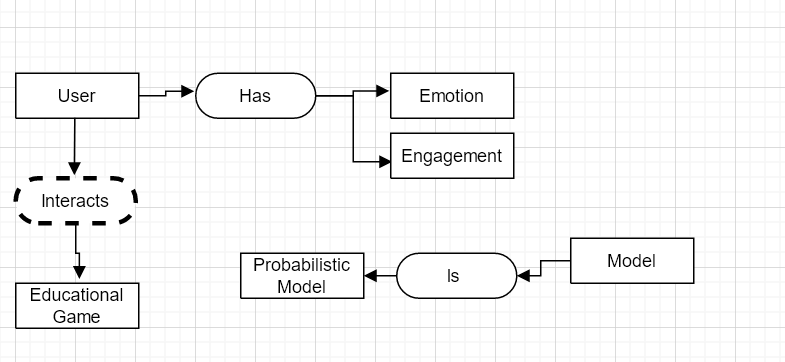 User
Has
Emotion
Engagement
Interacts
Educational
Game
Probabilistic
Model
Is
Model